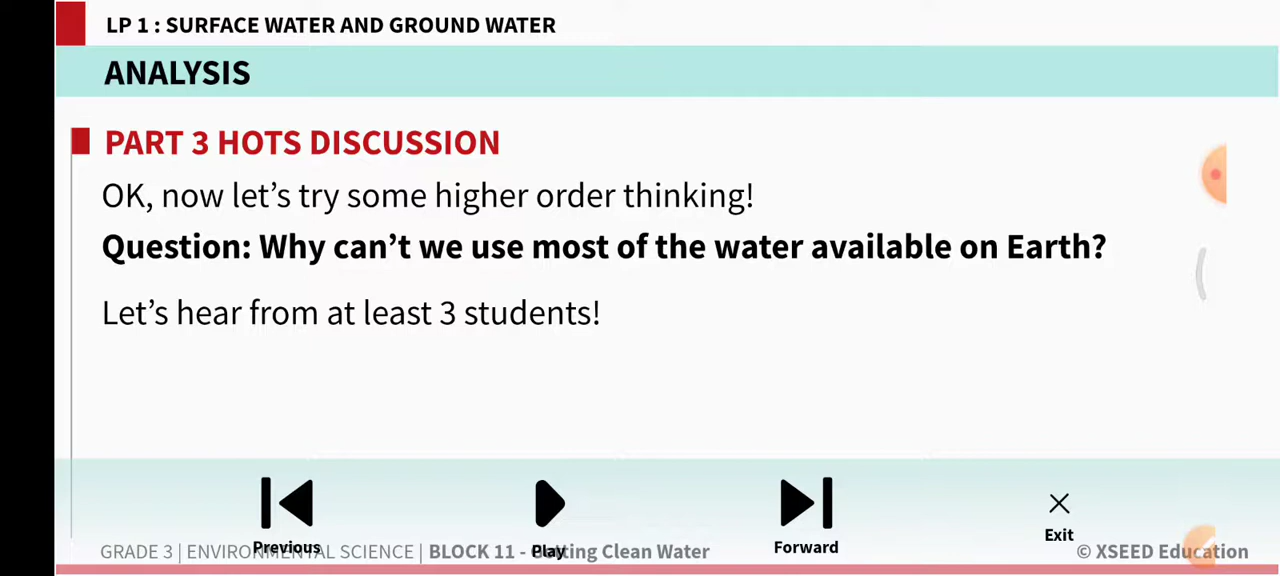 LP 1 : SURFACE WATER AND GROUND WATER
ANALYSIS
PART 3 HOTS DISCUSSION
OK, now let’s try some higher order thinking!
Question: Why can’t we use most of the water available on Earth?
Let’s hear from at least 3 students!
Previous
Play
Forward
Exit
GRADE 3 | ENVIRONMENTAL SCIENCE | BLOCK 11 - Getting Clean Water
© XSEED Education